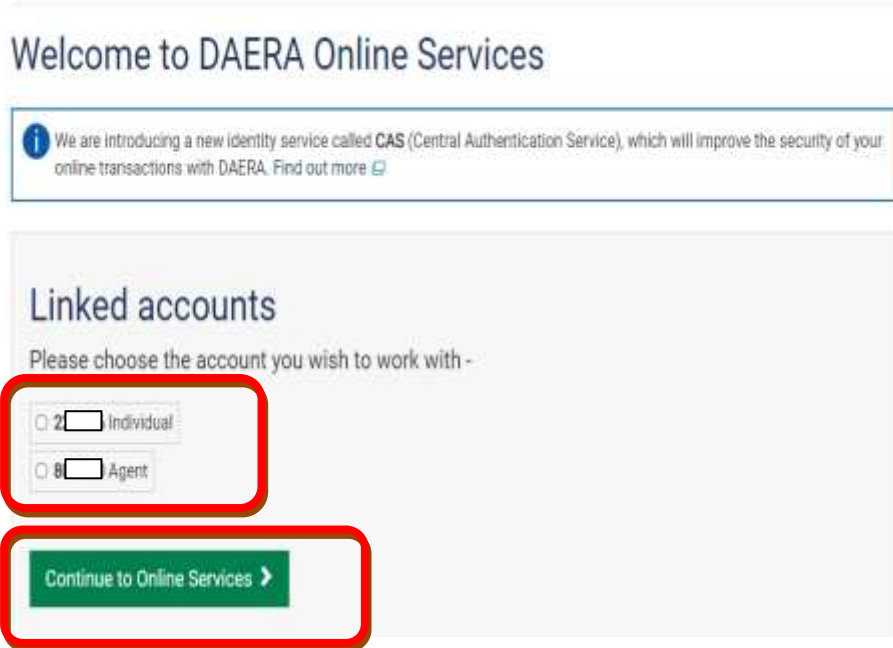 Welcome to DAERA Online Services
We are introducing a new identity service called CAS (Central Authentication Service), which will improve the security of your
online transactions with DAERA. Find out more
Linked accounts
Please choose the account you wish to work with -
2 Individual
8 Agent
Continue to Online Services